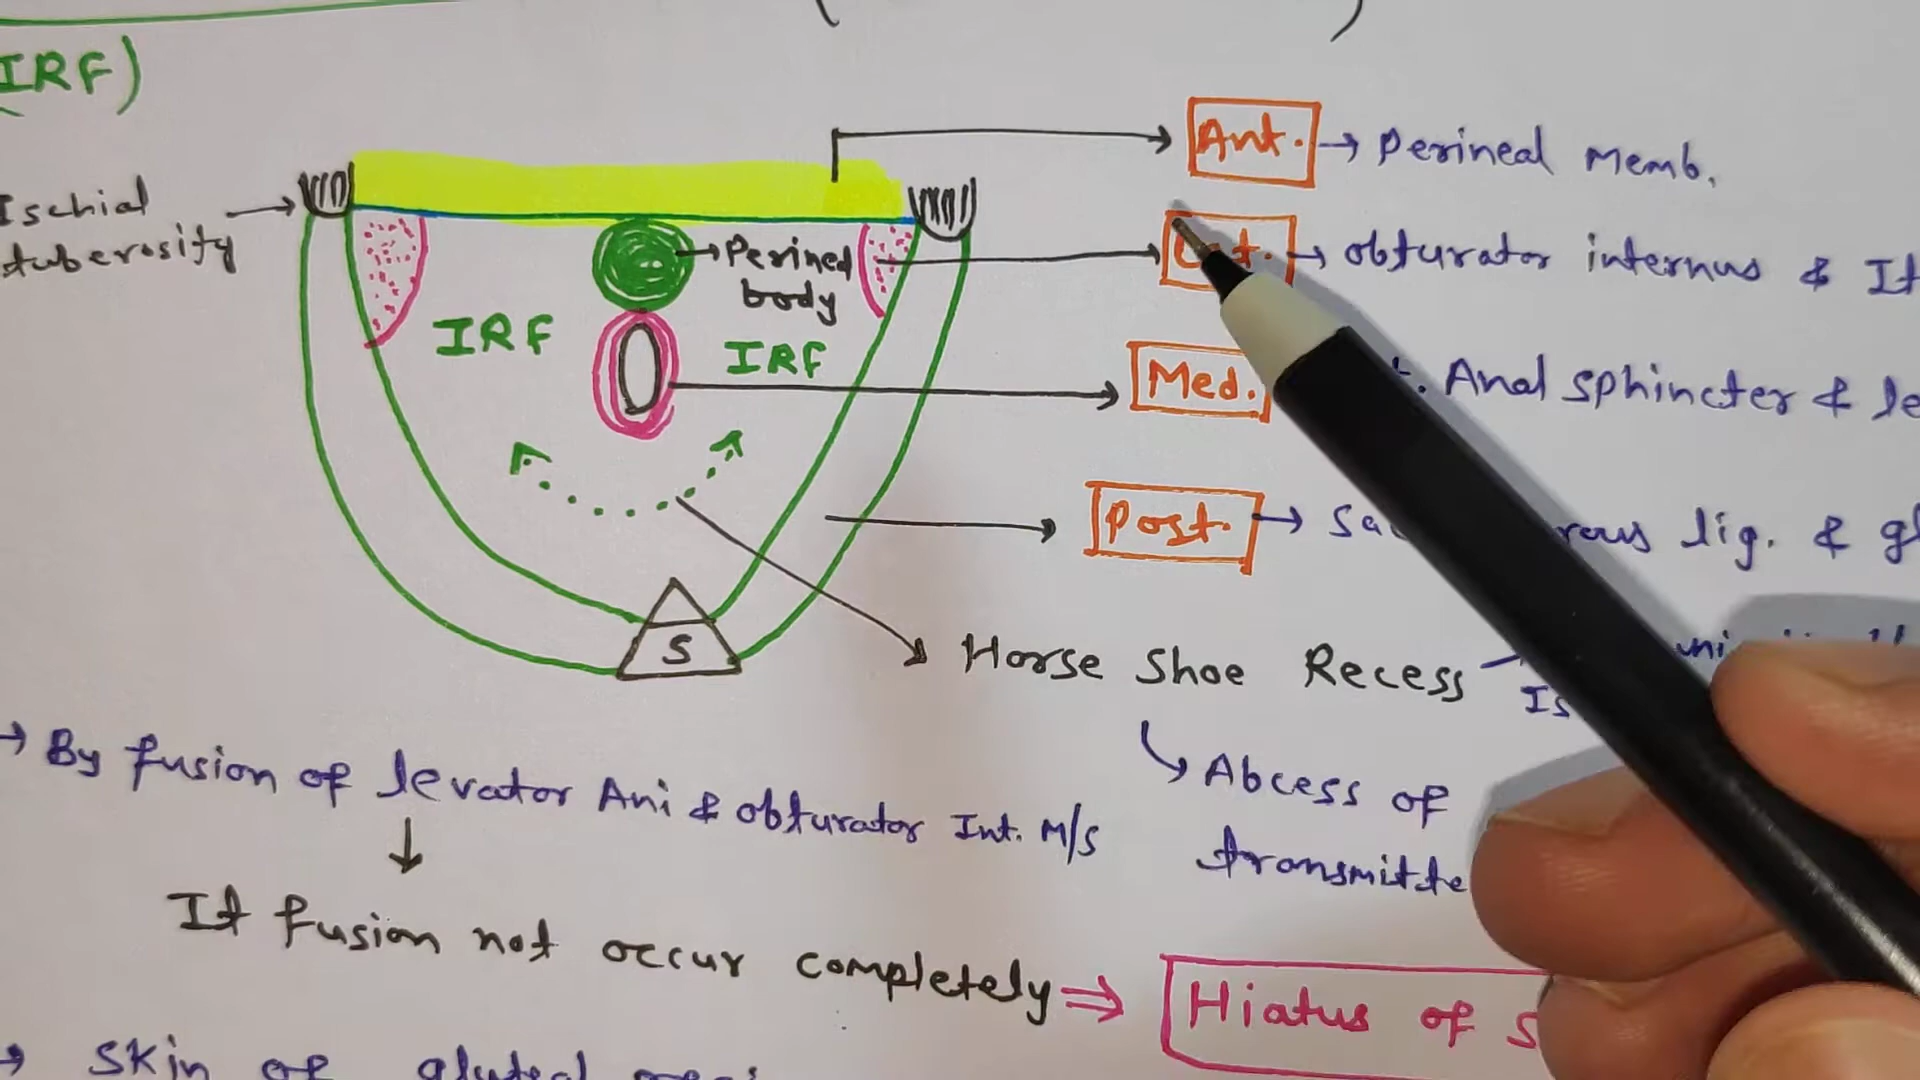 (IRF)
Ischial
tuberosity
Perineal
body
IRF
IRF
S
Ant. → Perineal Memb.
→ obturator internus & It
Med. Anal sphincter & le
Post. → lig. & gl
Horse Shoe Recess
Is
Abcess of
transmitte
→ By fusion of levator Ani & obturator Int. M/S
If fusion not occur completely ⇒ Hiatus of S
→ Skin of gluteal